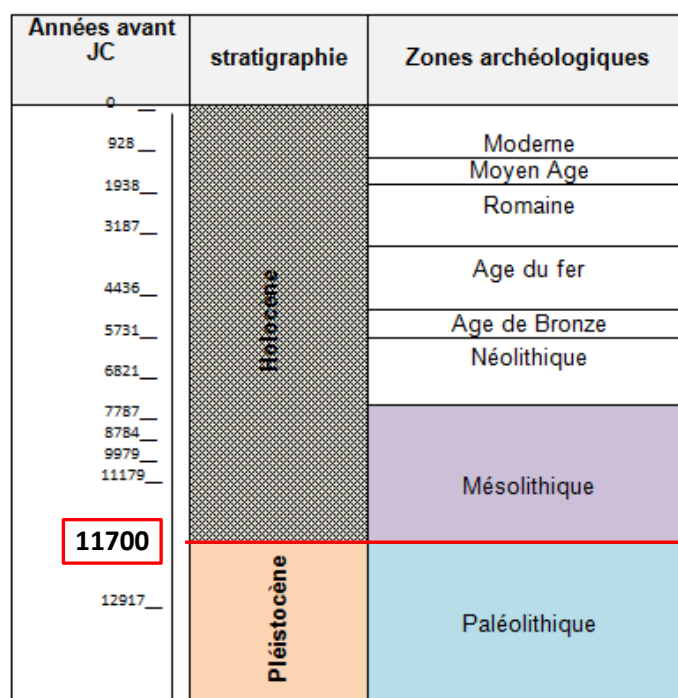 Années avant
JC
stratigraphie
Zones archéologiques
0
928
1938
3187
4436
5731
6821
7787
8784
9979
11179
11700
12917
Holocène
Pléistocène
Moderne
Moyen Age
Romaine
Age du fer
Age de Bronze
Néolithique
Mésolithique
Paléolithique